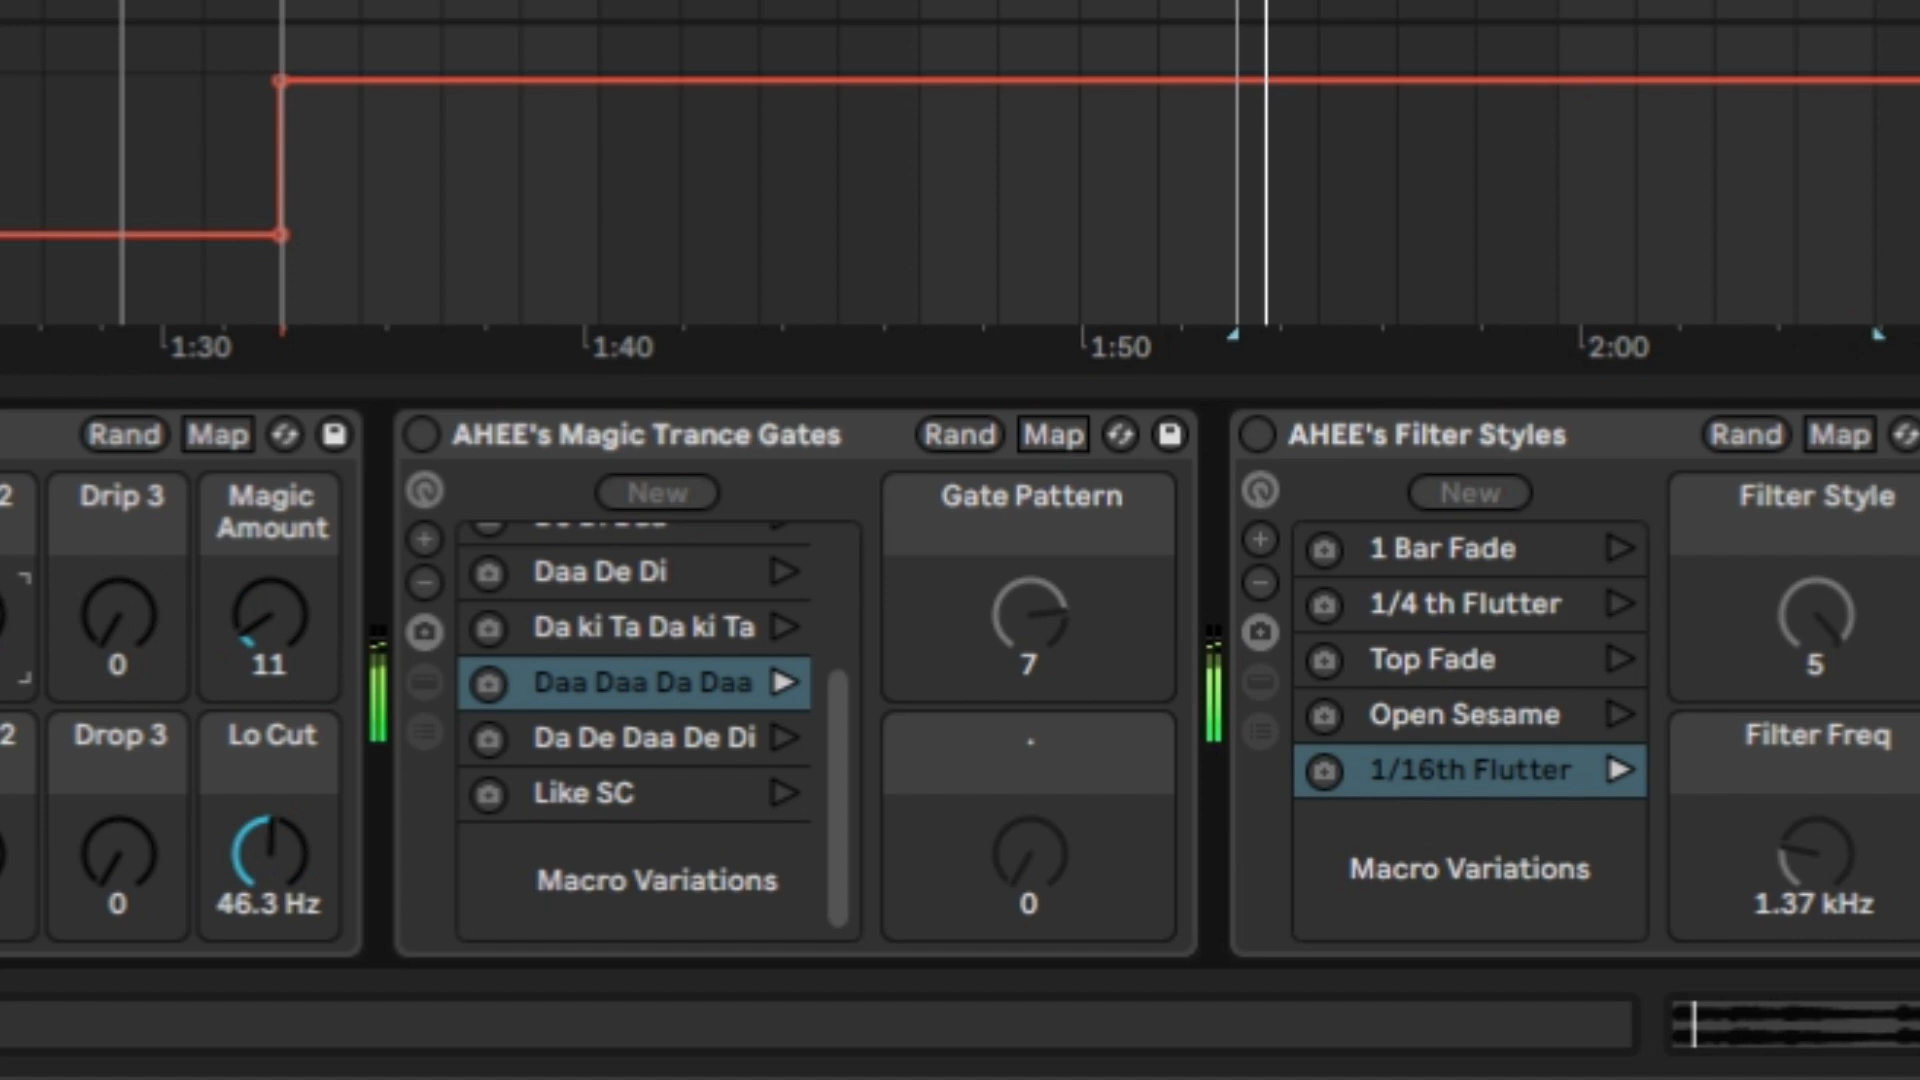 1:30
1:40
1:50
2:00
Rand
Map
AHEE's Magic Trance Gates
Rand
Map
AHEE's Filter Styles
Rand
Map
2
Drip 3
0
Magic
Amount
11
2
Drop 3
0
Lo Cut
46.3 Hz
New
Daa De Di
Da ki Ta Da ki Ta
Daa Daa Da Daa
Da De Daa De Di
Like SC
Macro Variations
Gate Pattern
7
.
0
New
1 Bar Fade
1/4 th Flutter
Top Fade
Open Sesame
1/16th Flutter
Macro Variations
Filter Style
5
Filter Freq
1.37 kHz